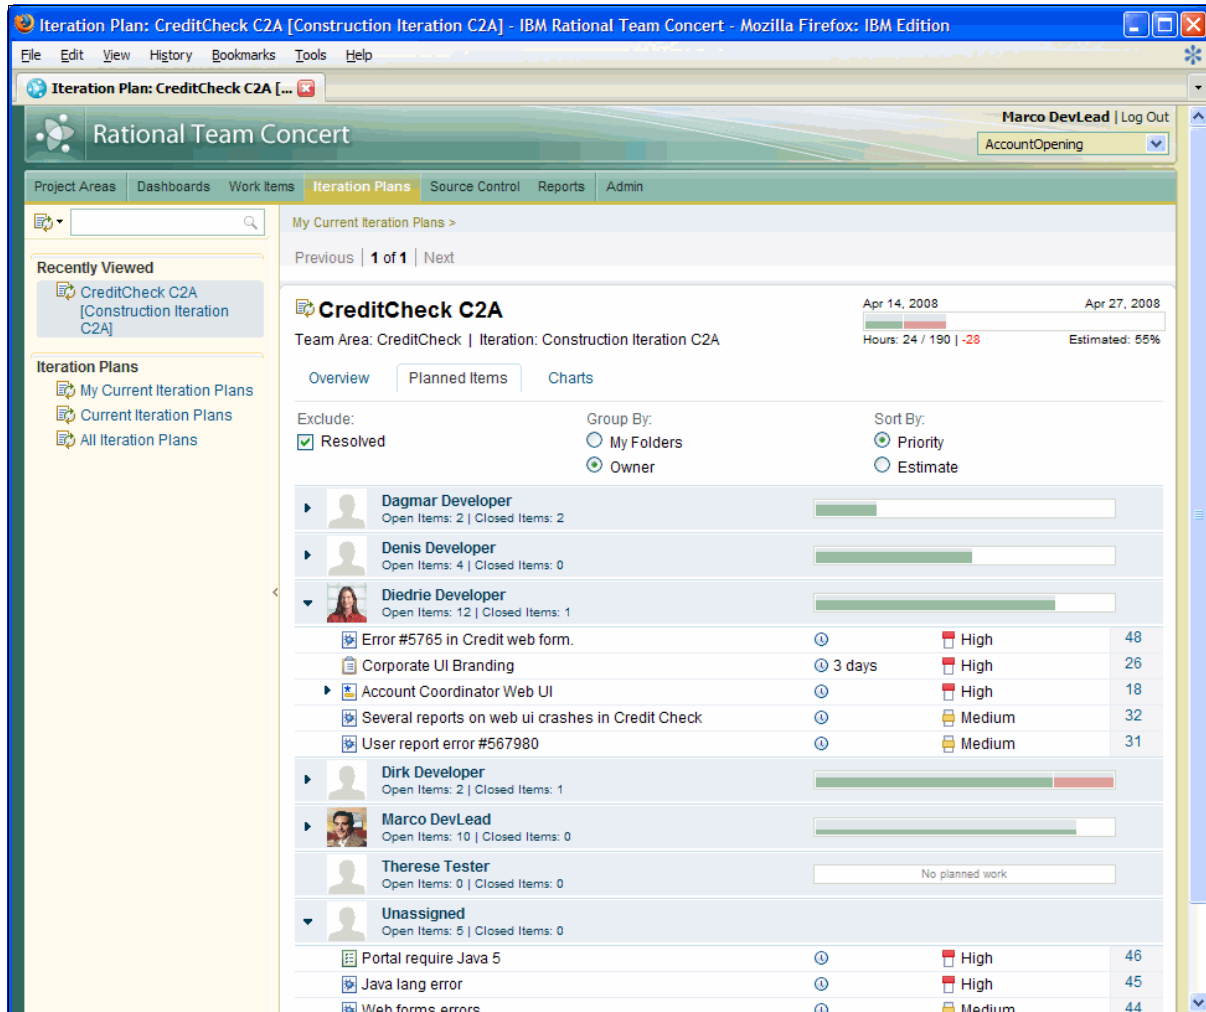 Iteration Plan: CreditCheck C2A [Construction Iteration C2A] - IBM Rational Team Concert - Mozilla Firefox: IBM Edition
File Edit View History Bookmarks Tools Help
Iteration Plan: CreditCheck C2A [...
Rational Team Concert
Marco DevLead | Log Out
AccountOpening
Project Areas Dashboards Work Items Iteration Plans Source Control Reports Admin
My Current Iteration Plans >
Previous | 1 of 1 | Next
Recently Viewed
CreditCheck C2A
[Construction Iteration
C2A]
Iteration Plans
My Current Iteration Plans
Current Iteration Plans
All Iteration Plans
CreditCheck C2A
Apr 14, 2008 Apr 27, 2008
Team Area: CreditCheck | Iteration: Construction Iteration C2A
Hours: 24 / 190 | -28 Estimated: 55%
Overview Planned Items Charts
Exclude: Group By: Sort By:
Resolved My Folders Priority
Owner Estimate
Dagmar Developer
Open Items: 2 | Closed Items: 2
Denis Developer
Open Items: 4 | Closed Items: 0
Diedrie Developer
Open Items: 12 | Closed Items: 1
Error #5765 in Credit web form. High 48
Corporate UI Branding 3 days High 26
Account Coordinator Web UI High 18
Several reports on web ui crashes in Credit Check Medium 32
User report error #567980 Medium 31
Dirk Developer
Open Items: 2 | Closed Items: 1
Marco DevLead
Open Items: 10 | Closed Items: 0
Therese Tester
Open Items: 0 | Closed Items: 0
No planned work
Unassigned
Open Items: 5 | Closed Items: 0
Portal require Java 5 High 46
Java lang error High 45
Web forms errors Medium 44